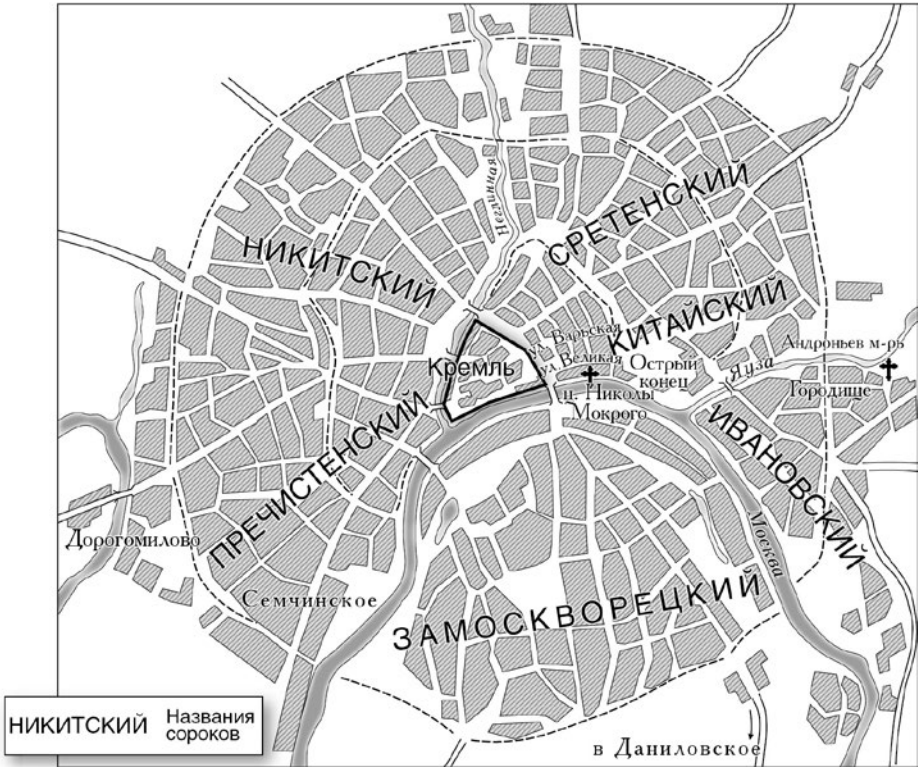 Неглинная
СРЕТЕНСКИЙ
НИКИТСКИЙ
КИТАЙСКИЙ
ул. Варьская
ул. Великая
Кремль
Острый
конец
ц. Николы
Мокрого
Яуза
Андроньев м-рь
Городище
ИВАНОВСКИЙ
ПРЕЧИСТЕНСКИЙ
Москва
Дорогомилово
Семчинское
ЗАМОСКВОРЕЦКИЙ
в Даниловское
НИКИТСКИЙ Названия
сороков